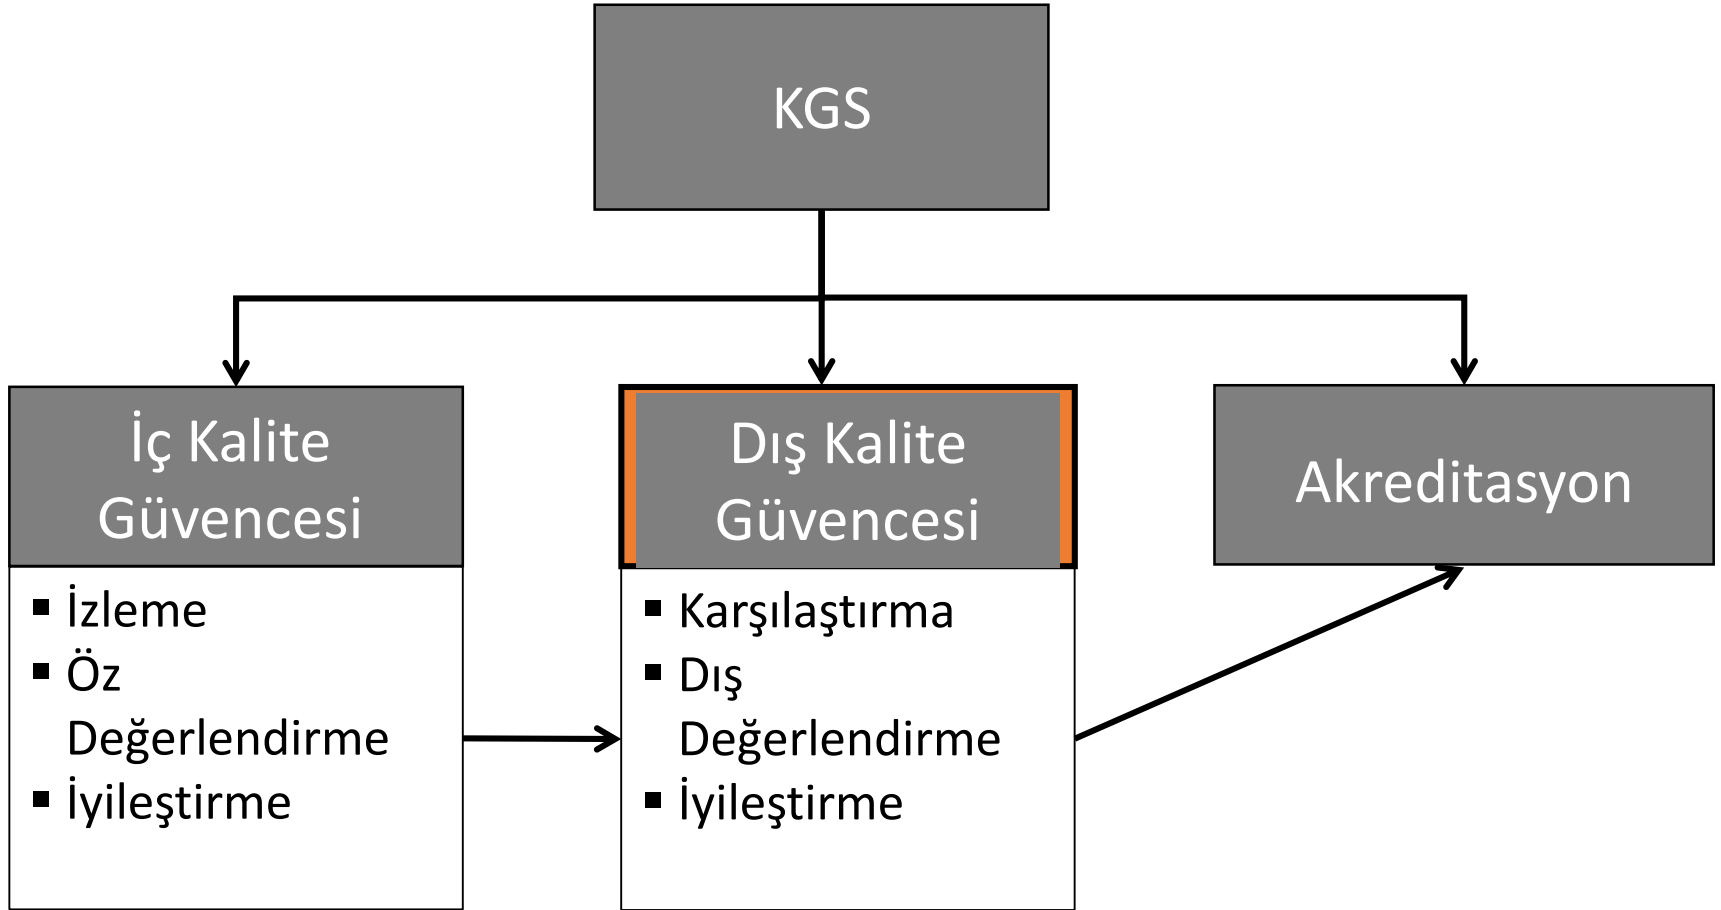 KGS
İç Kalite
Güvencesi
▪ İzleme
▪ Öz
Değerlendirme
▪ İyileştirme
Dış Kalite
Güvencesi
▪ Karşılaştırma
▪ Dış
Değerlendirme
▪ İyileştirme
Akreditasyon